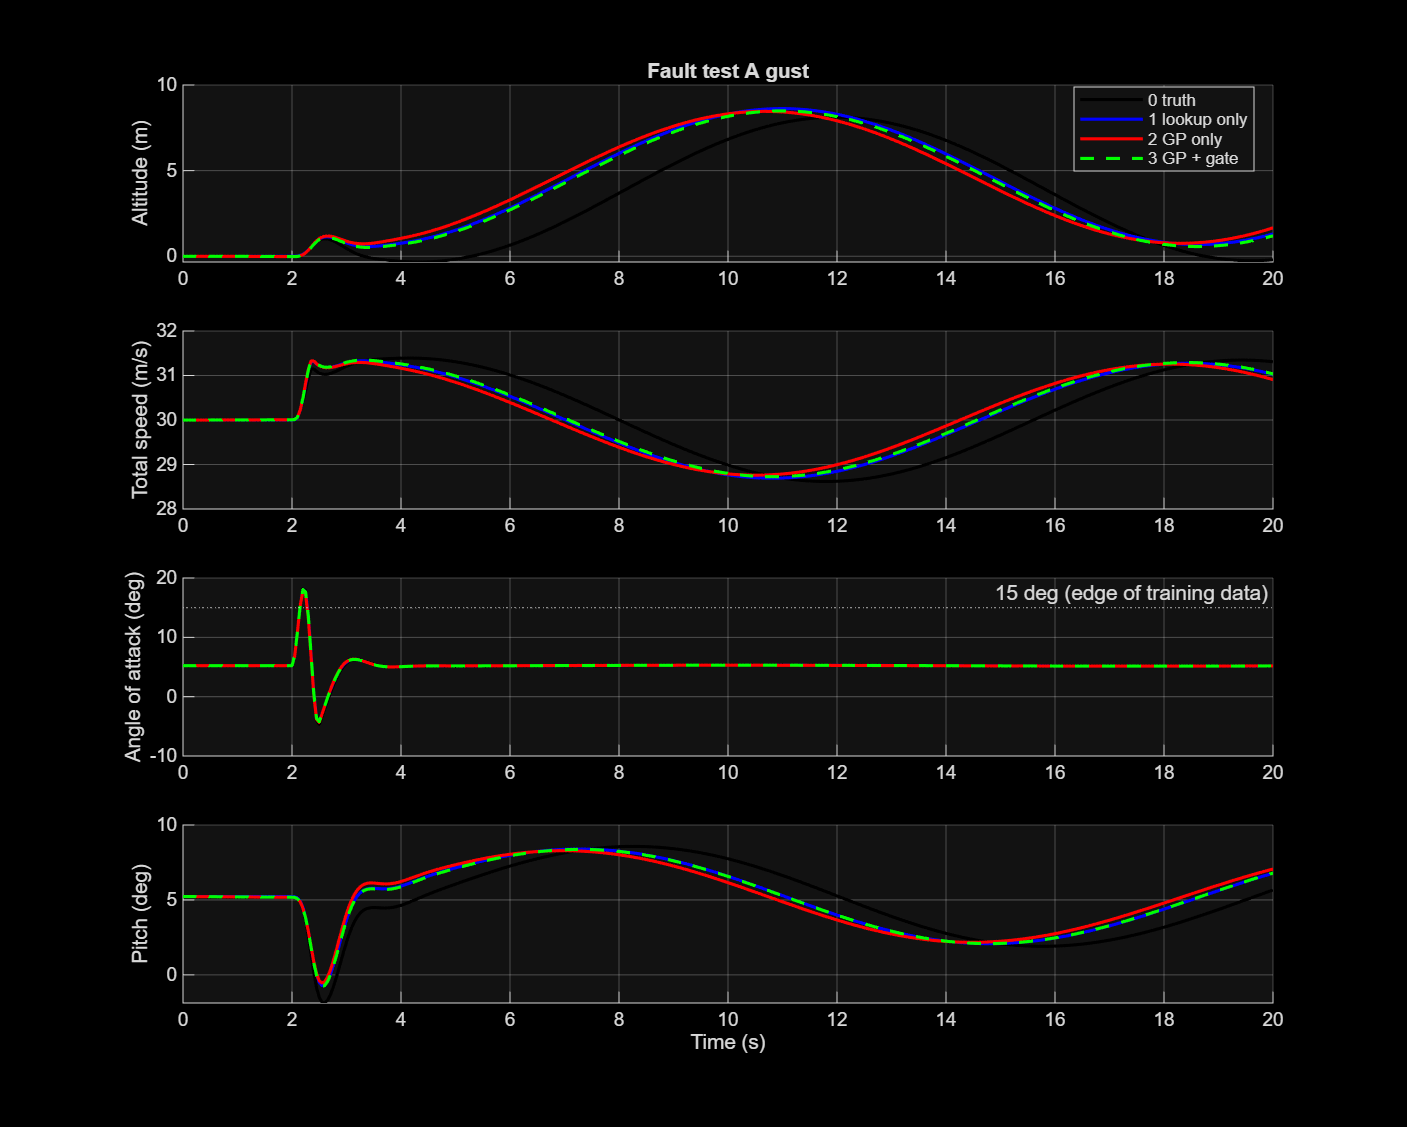 Fault test A gust
Altitude (m)
10
5
0
0 2 4 6 8 10 12 14 16 18 20
0 truth
1 lookup only
2 GP only
3 GP + gate
Total speed (m/s)
32
31
30
29
28
0 2 4 6 8 10 12 14 16 18 20
Angle of attack (deg)
20
10
0
-10
15 deg (edge of training data)
0 2 4 6 8 10 12 14 16 18 20
Pitch (deg)
10
5
0
0 2 4 6 8 10 12 14 16 18 20
Time (s)